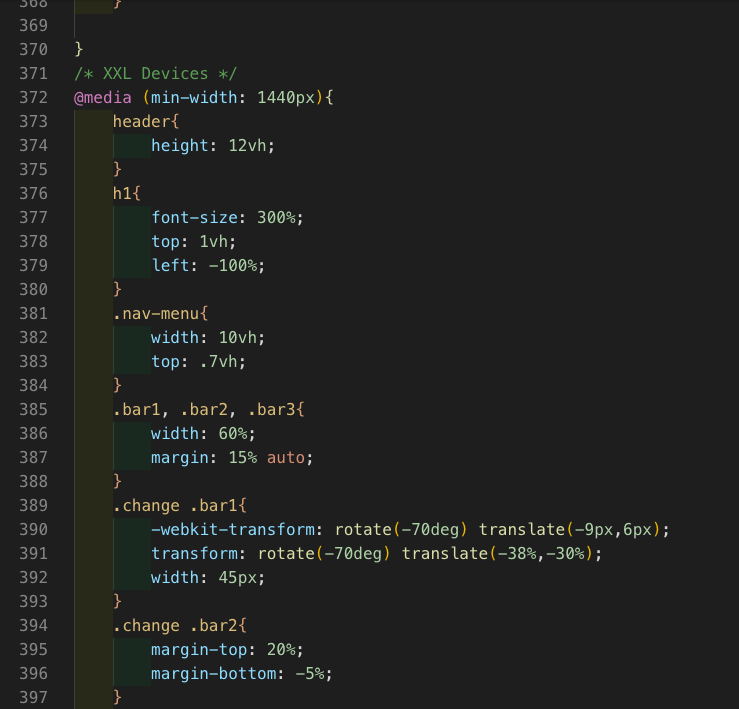 368 }
369
370 }
371 /* XXL Devices */
372 @media (min-width: 1440px){
373 header{
374 height: 12vh;
375 }
376 h1{
377 font-size: 300%;
378 top: 1vh;
379 left: -100%;
380 }
381 .nav-menu{
382 width: 10vh;
383 top: .7vh;
384 }
385 .bar1, .bar2, .bar3{
386 width: 60%;
387 margin: 15% auto;
388 }
389 .change .bar1{
390 -webkit-transform: rotate(-70deg) translate(-9px,6px);
391 transform: rotate(-70deg) translate(-38%,-30%);
392 width: 45px;
393 }
394 .change .bar2{
395 margin-top: 20%;
396 margin-bottom: -5%;
397 }